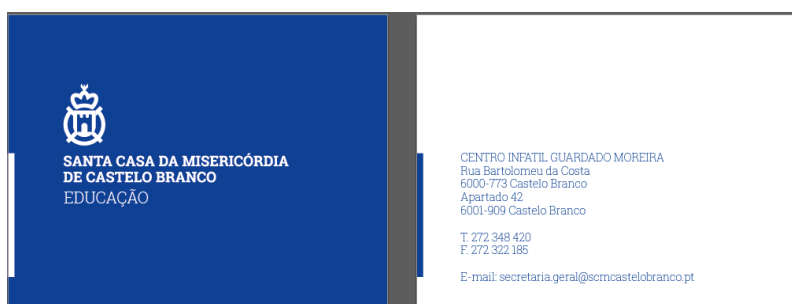 SANTA CASA DA MISERICÓRDIA
DE CASTELO BRANCO
EDUCAÇÃO
CENTRO INFATIL GUARDADO MOREIRA
Rua Bartolomeu da Costa
6000-773 Castelo Branco
Apartado 42
6001-909 Castelo Branco
T. 272 348 420
F. 272 322 185
E-mail: secretaria.geral@scmcastelobranco.pt